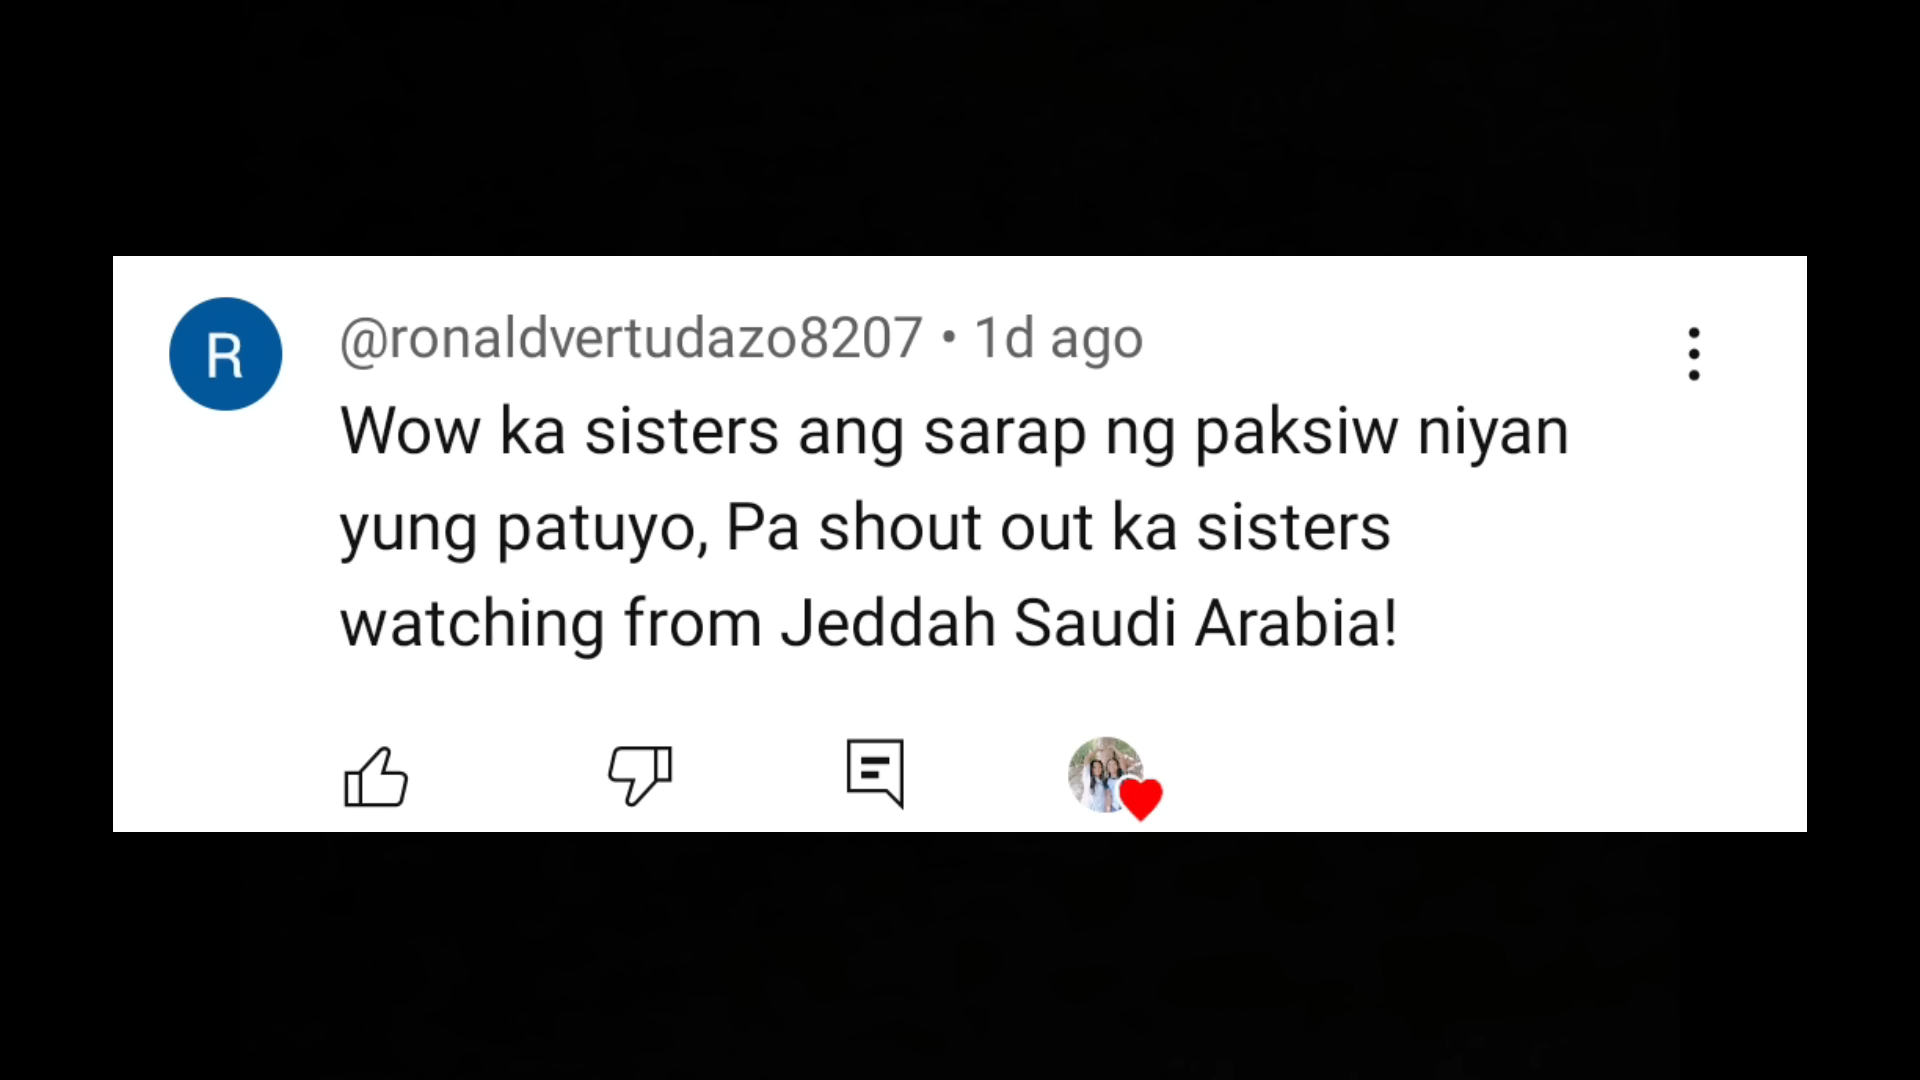 R
@ronaldvertudazo8207 • 1d ago
Wow ka sisters ang sarap ng paksiw niyan
yung patuyo, Pa shout out ka sisters
watching from Jeddah Saudi Arabia!